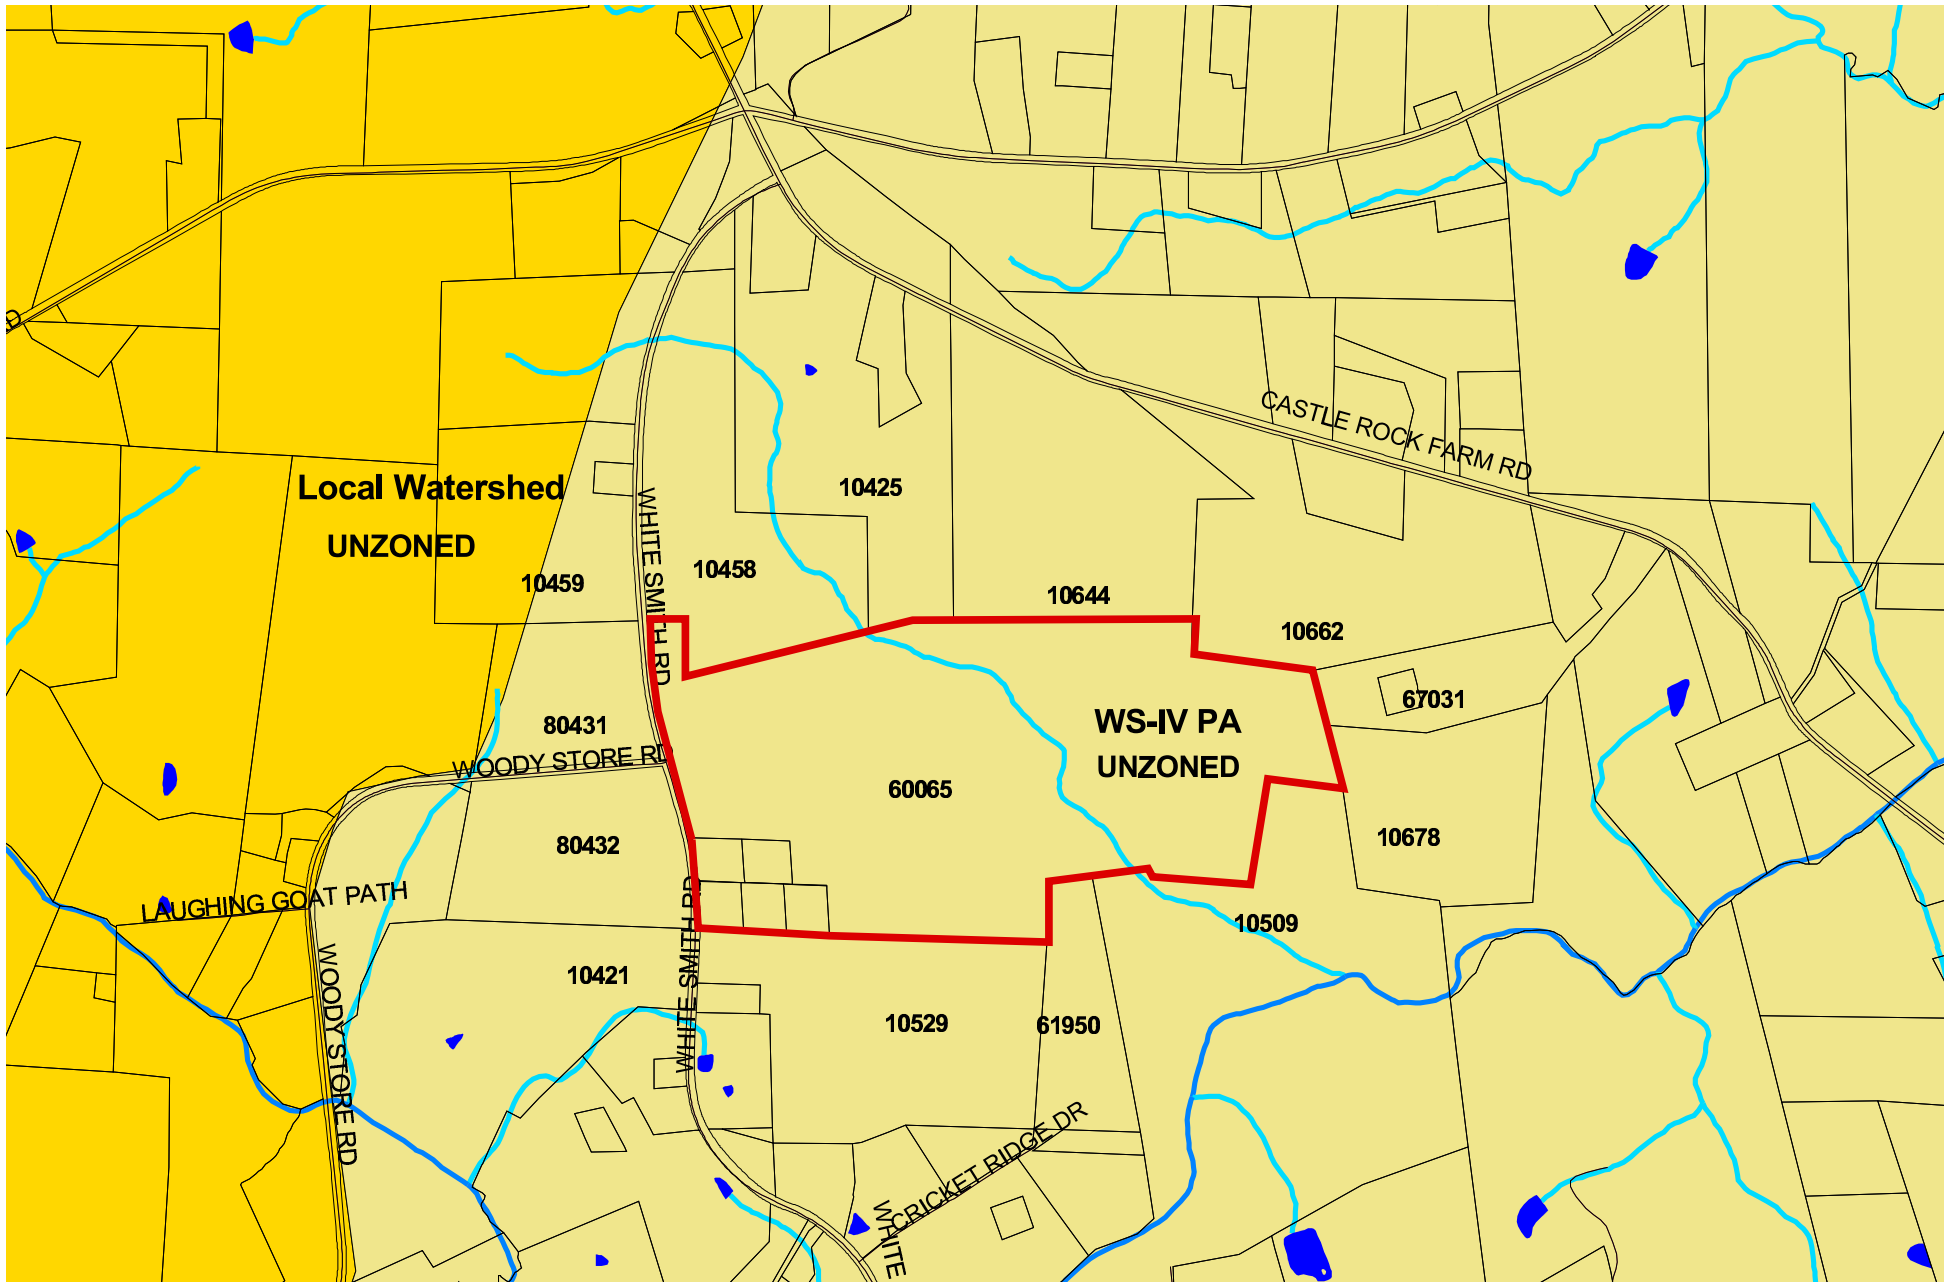 D
CASTLE ROCK FARM RD
Local Watershed
UNZONED
10425
WHITE SMITH RD
10459
10458
10644
10662
67031
80431
WS-IV PA
UNZONED
WOODY STORE RD
60065
80432
10678
LAUGHING GOAT PATH
10509
WHITE SMITH RD
WOODY STORE RD
10421
10529
61950
CRICKET RIDGE DR
WHITE